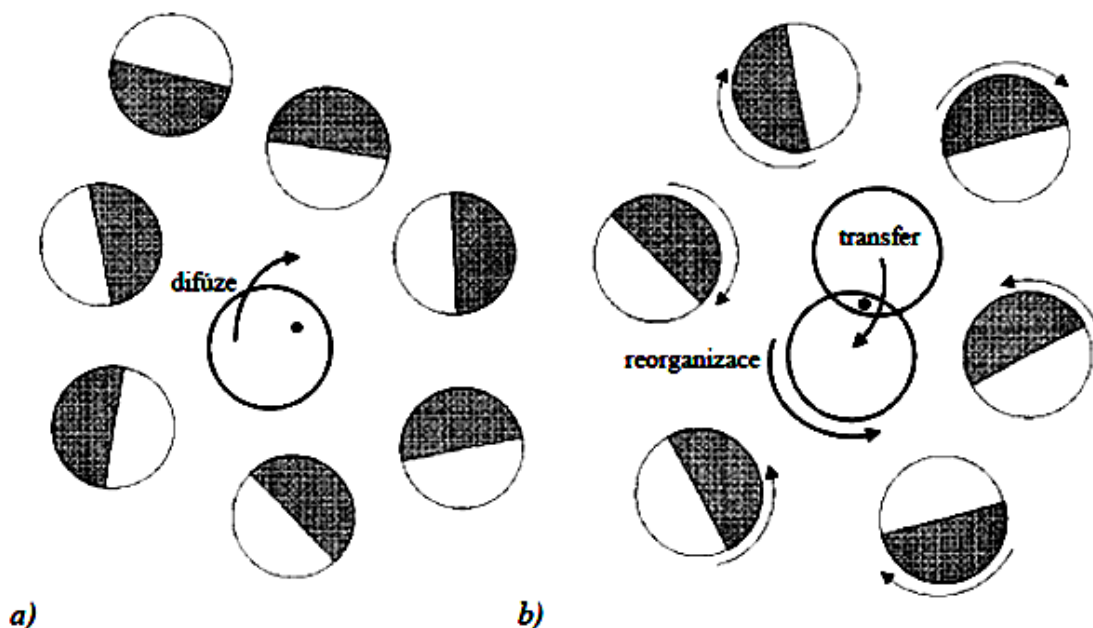 difúze
transfer
reorganizace
a)
b)